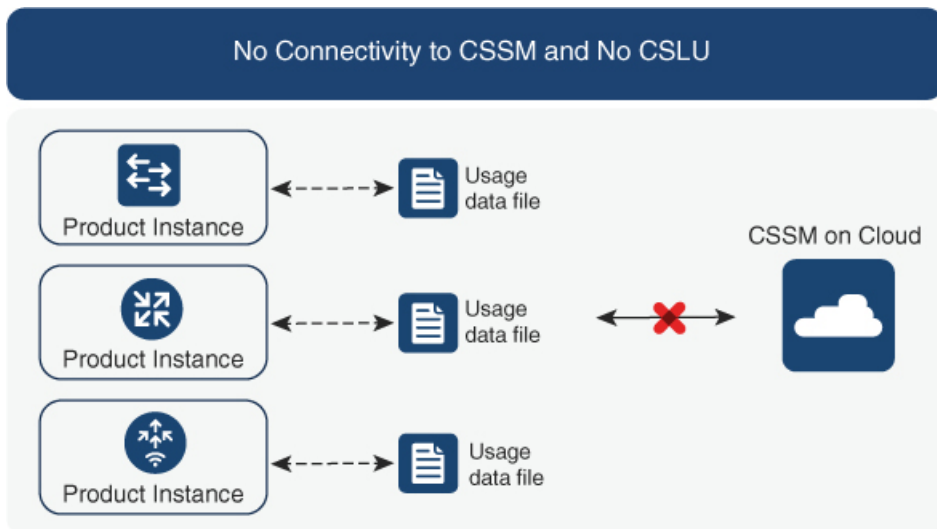 No Connectivity to CSSM and No CSLU
Product Instance
Usage
data file
Product Instance
Usage
data file
Product Instance
Usage
data file
CSSM on Cloud